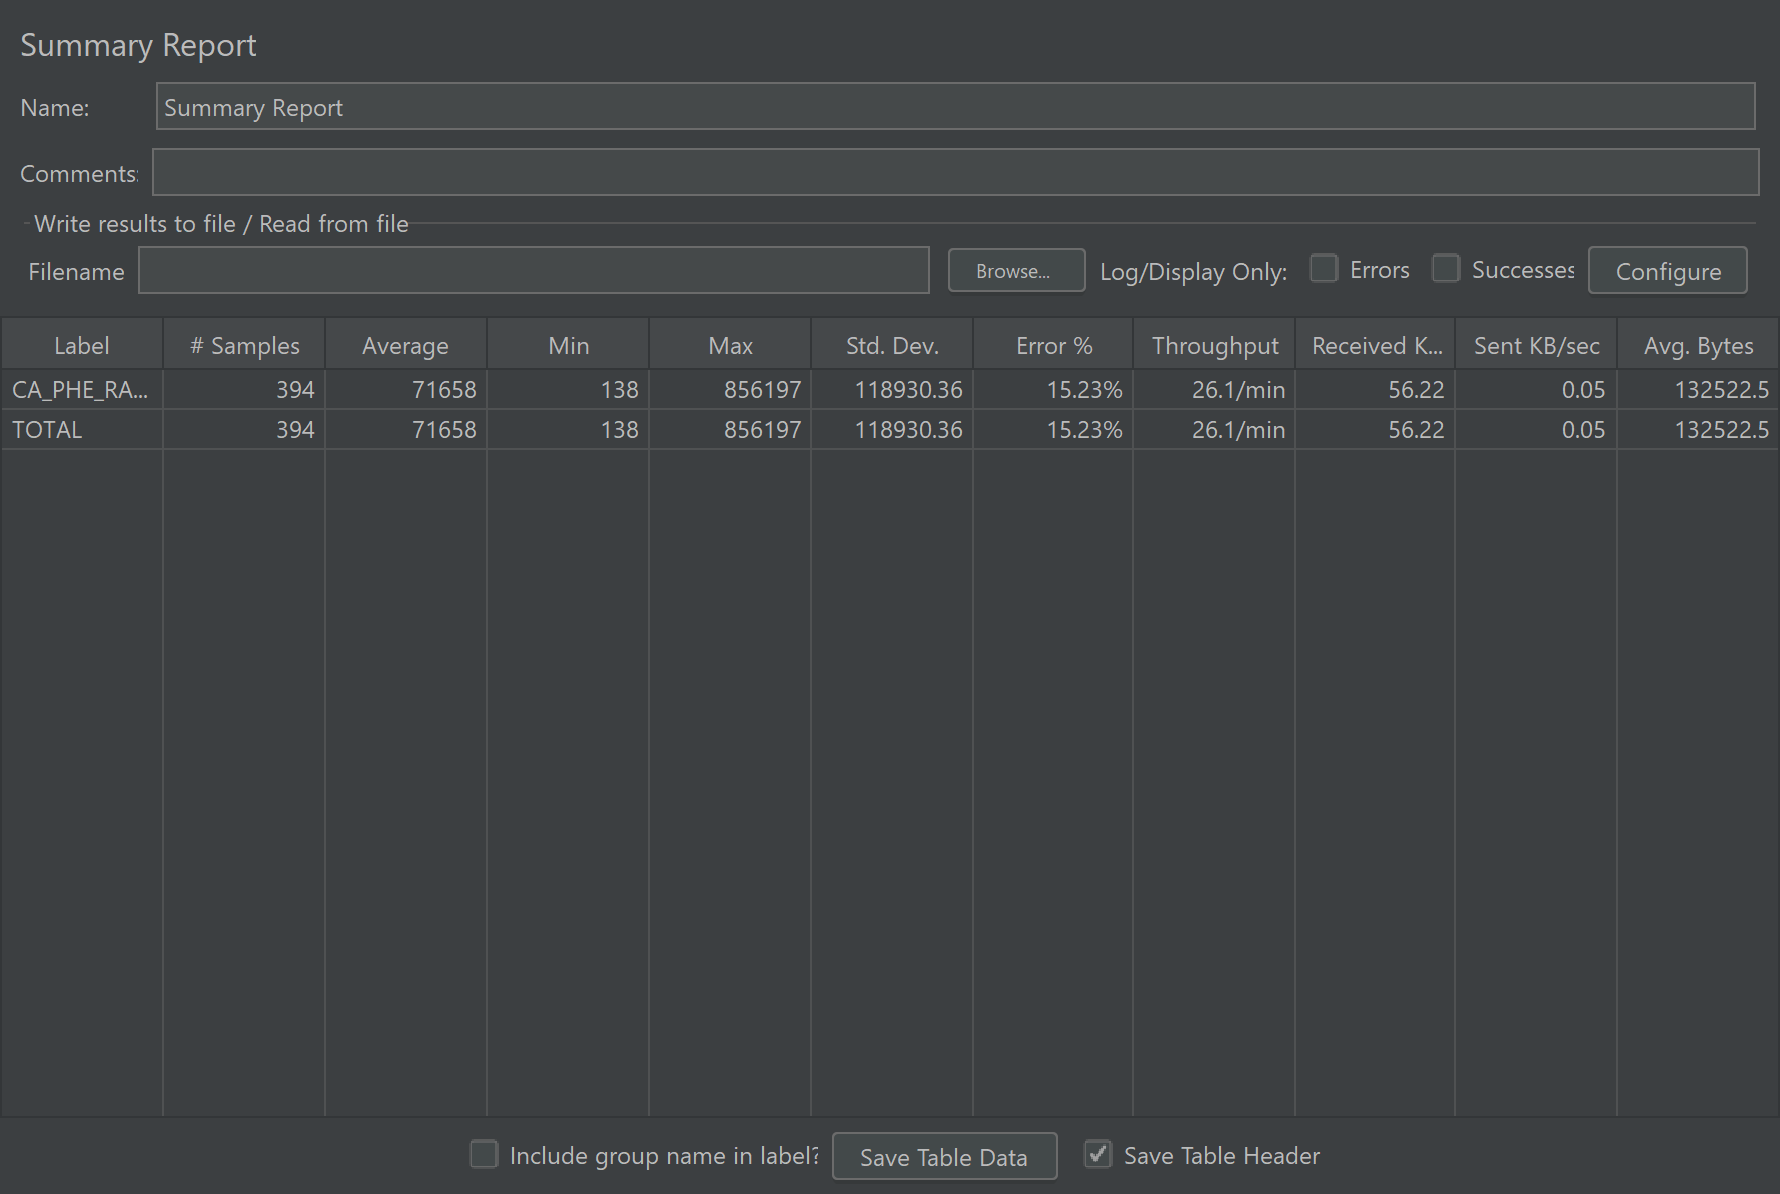 Summary Report
Name: Summary Report
Comments:
Write results to file / Read from file
Filename Browse... Log/Display Only: Errors Successes Configure
Label # Samples Average Min Max Std. Dev. Error % Throughput Received K... Sent KB/sec Avg. Bytes
CA_PHE_RA... 394 71658 138 856197 118930.36 15.23% 26.1/min 56.22 0.05 132522.5
TOTAL 394 71658 138 856197 118930.36 15.23% 26.1/min 56.22 0.05 132522.5
Include group name in label? Save Table Data Save Table Header